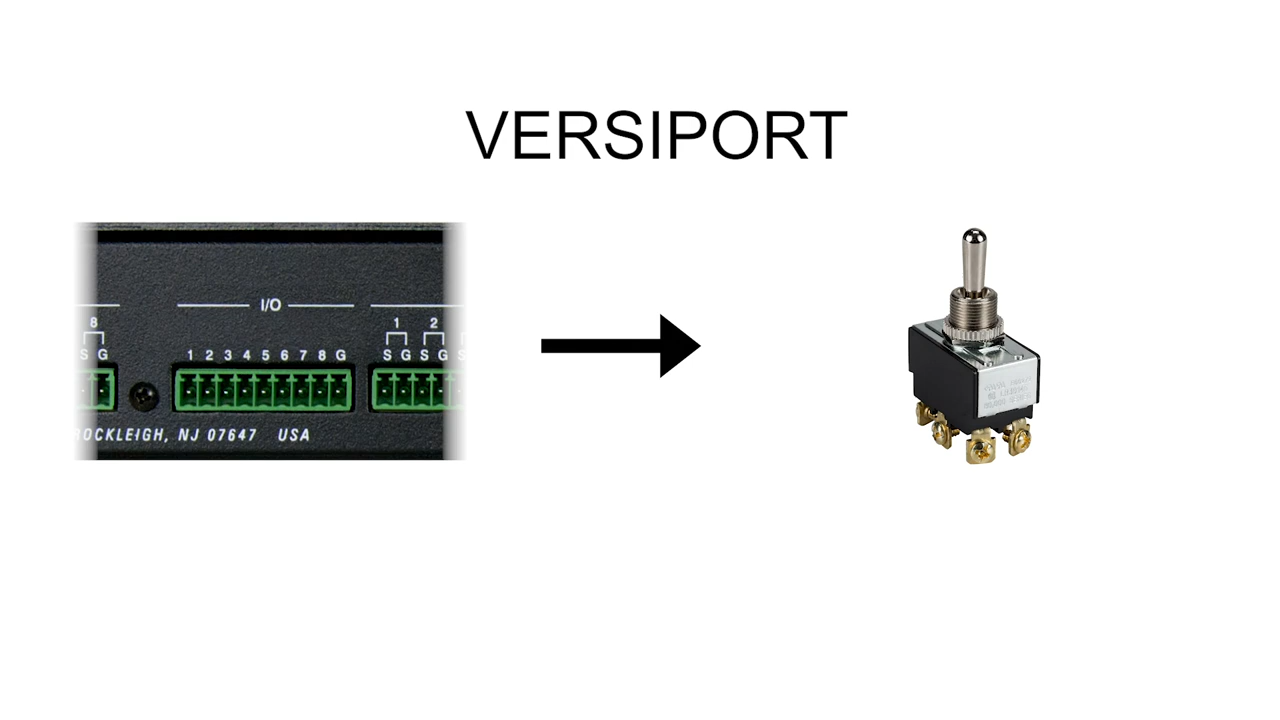 VERSIPORT
I/O
8 1 2
S G 1 2 3 4 5 6 7 8 G S G S G S
ROCKLEIGH, NJ 07647 USA